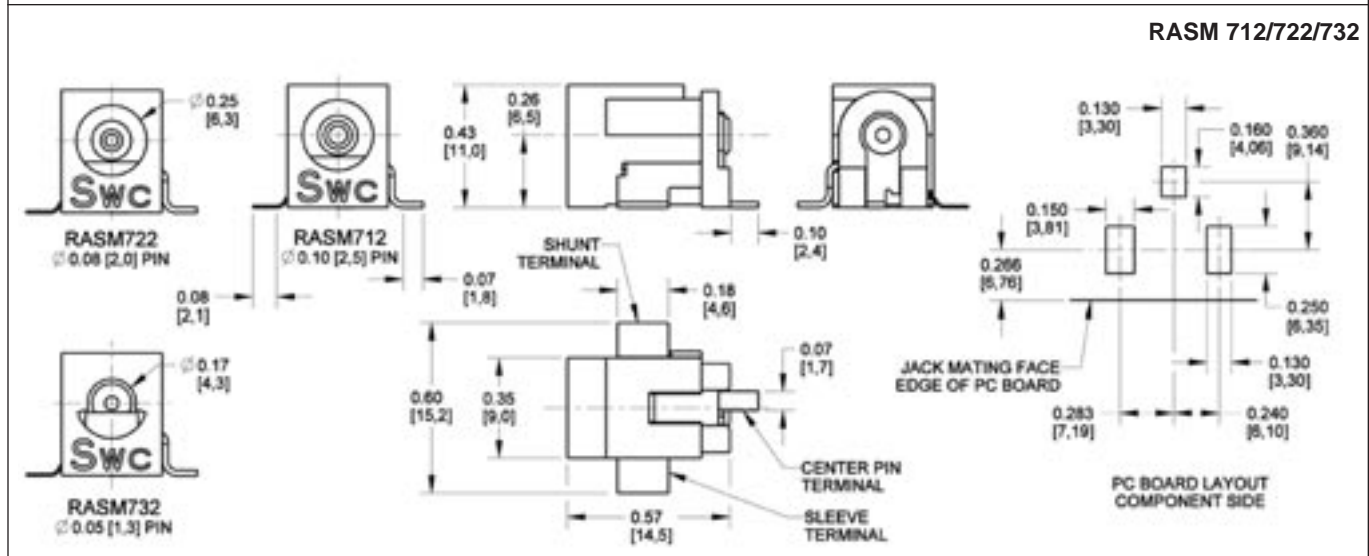 RASM 712/722/732
Ø 0.25
[6,3]
Swc
RASM722
Ø 0.08 [2,0] PIN
Swc
RASM712
Ø 0.10 [2,5] PIN
0.08
[2,1]
0.07
[1,8]
0.43
[11,0]
0.26
[6,5]
0.10
[2,4]
Ø 0.17
[4,3]
Swc
RASM732
Ø 0.05 [1,3] PIN
SHUNT
TERMINAL
0.18
[4,6]
0.60
[15,2]
0.35
[9,0]
0.07
[1,7]
CENTER PIN
TERMINAL
SLEEVE
TERMINAL
0.57
[14,5]
0.130
[3,30]
0.160
[4,06]
0.360
[9,14]
0.150
[3,81]
0.266
[6,76]
0.250
[6,35]
0.130
[3,30]
JACK MATING FACE
EDGE OF PC BOARD
0.283
[7,19]
0.240
[6,10]
PC BOARD LAYOUT
COMPONENT SIDE